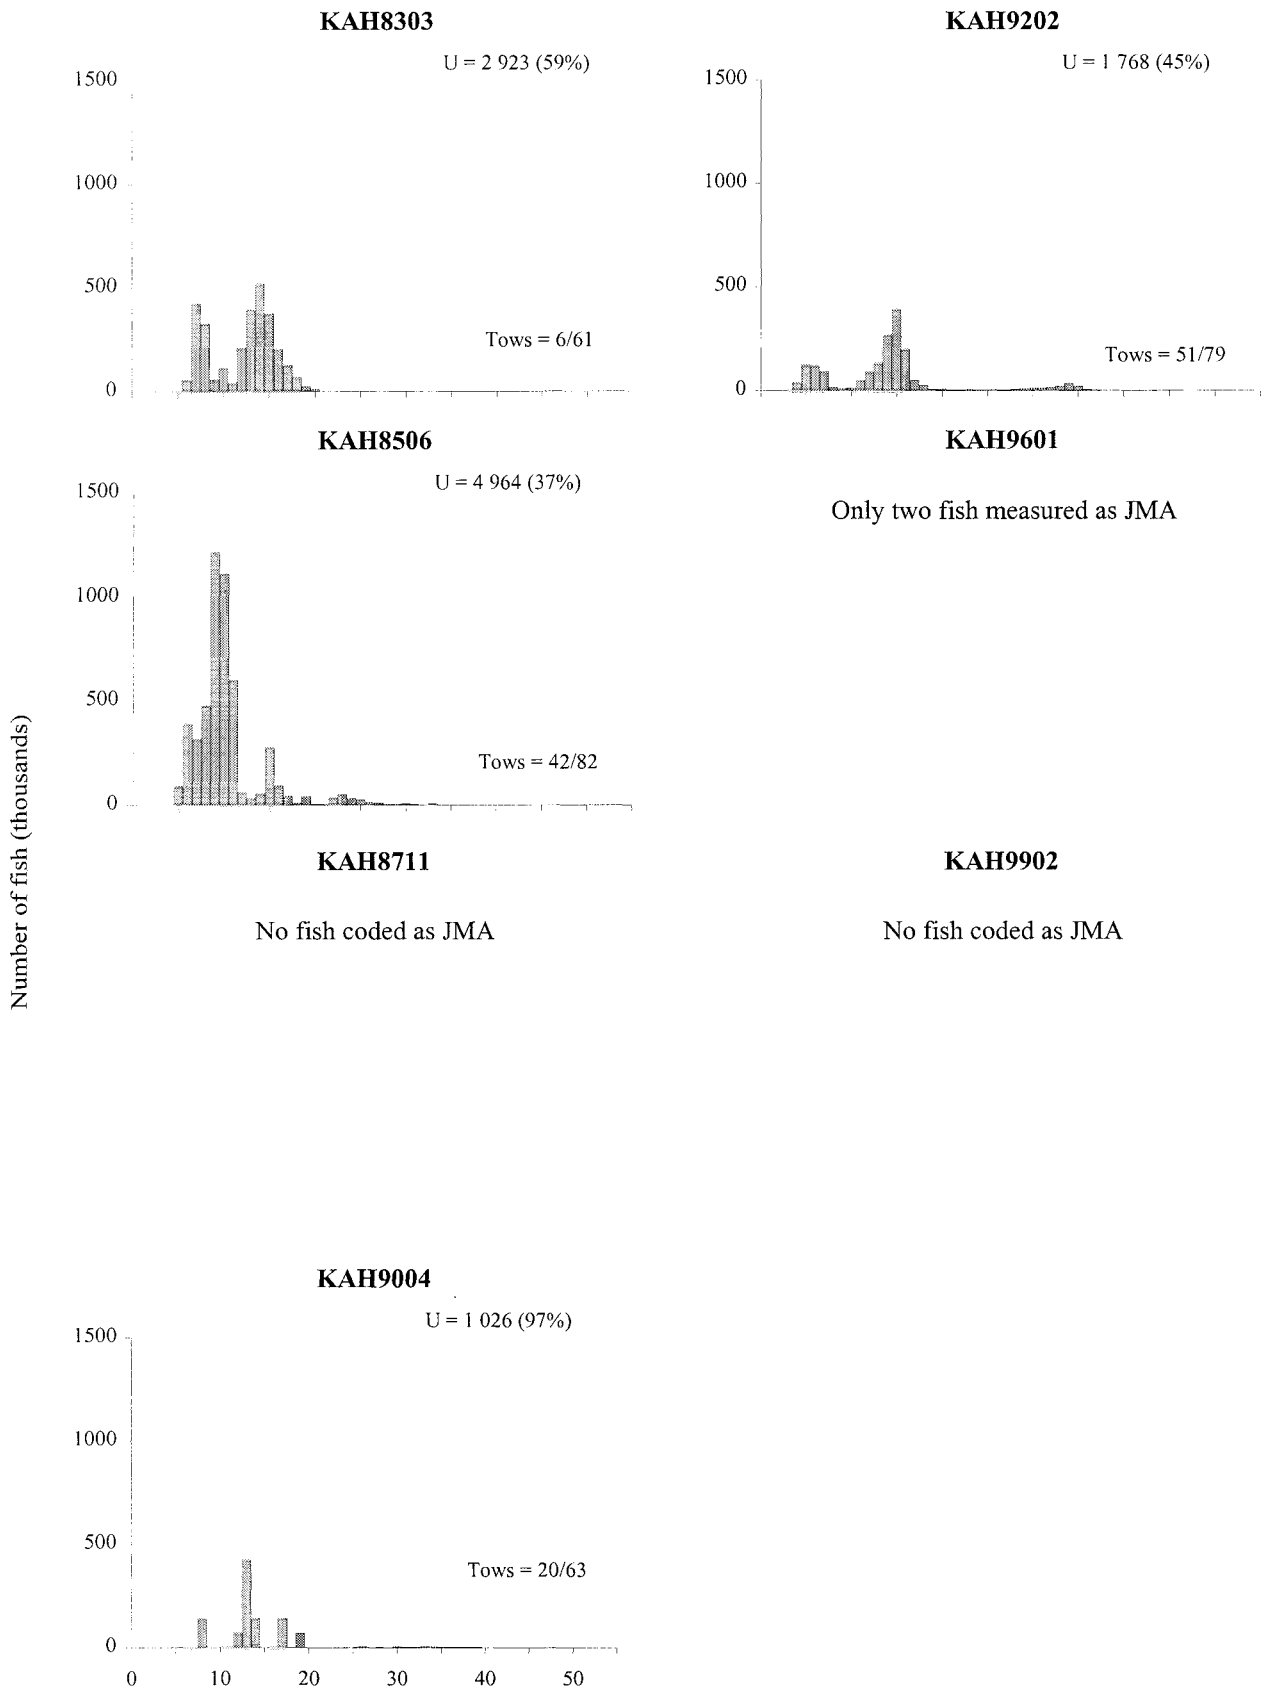 KAH8303
U = 2 923 (59%)
1500
1000
500
0
Tows = 6/61
KAH9202
U = 1 768 (45%)
1500
1000
500
0
Tows = 51/79
KAH8506
U = 4 964 (37%)
1500
1000
500
0
Tows = 42/82
KAH9601
Only two fish measured as JMA
Number of fish (thousands)
KAH8711
No fish coded as JMA
KAH9902
No fish coded as JMA
KAH9004
U = 1 026 (97%)
1500
1000
500
0
Tows = 20/63
0 10 20 30 40 50